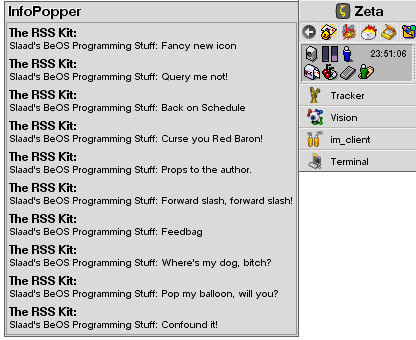 InfoPopper
The RSS Kit:
Slaad's BeOS Programming Stuff: Fancy new icon
The RSS Kit:
Slaad's BeOS Programming Stuff: Query me not!
The RSS Kit:
Slaad's BeOS Programming Stuff: Back on Schedule
The RSS Kit:
Slaad's BeOS Programming Stuff: Curse you Red Baron!
The RSS Kit:
Slaad's BeOS Programming Stuff: Props to the author.
The RSS Kit:
Slaad's BeOS Programming Stuff: Forward slash, forward slash!
The RSS Kit:
Slaad's BeOS Programming Stuff: Feedbag
The RSS Kit:
Slaad's BeOS Programming Stuff: Where's my dog, bitch?
The RSS Kit:
Slaad's BeOS Programming Stuff: Pop my balloon, will you?
The RSS Kit:
Slaad's BeOS Programming Stuff: Confound it!
Zeta
23:51:06
Tracker
Vision
im_client
Terminal